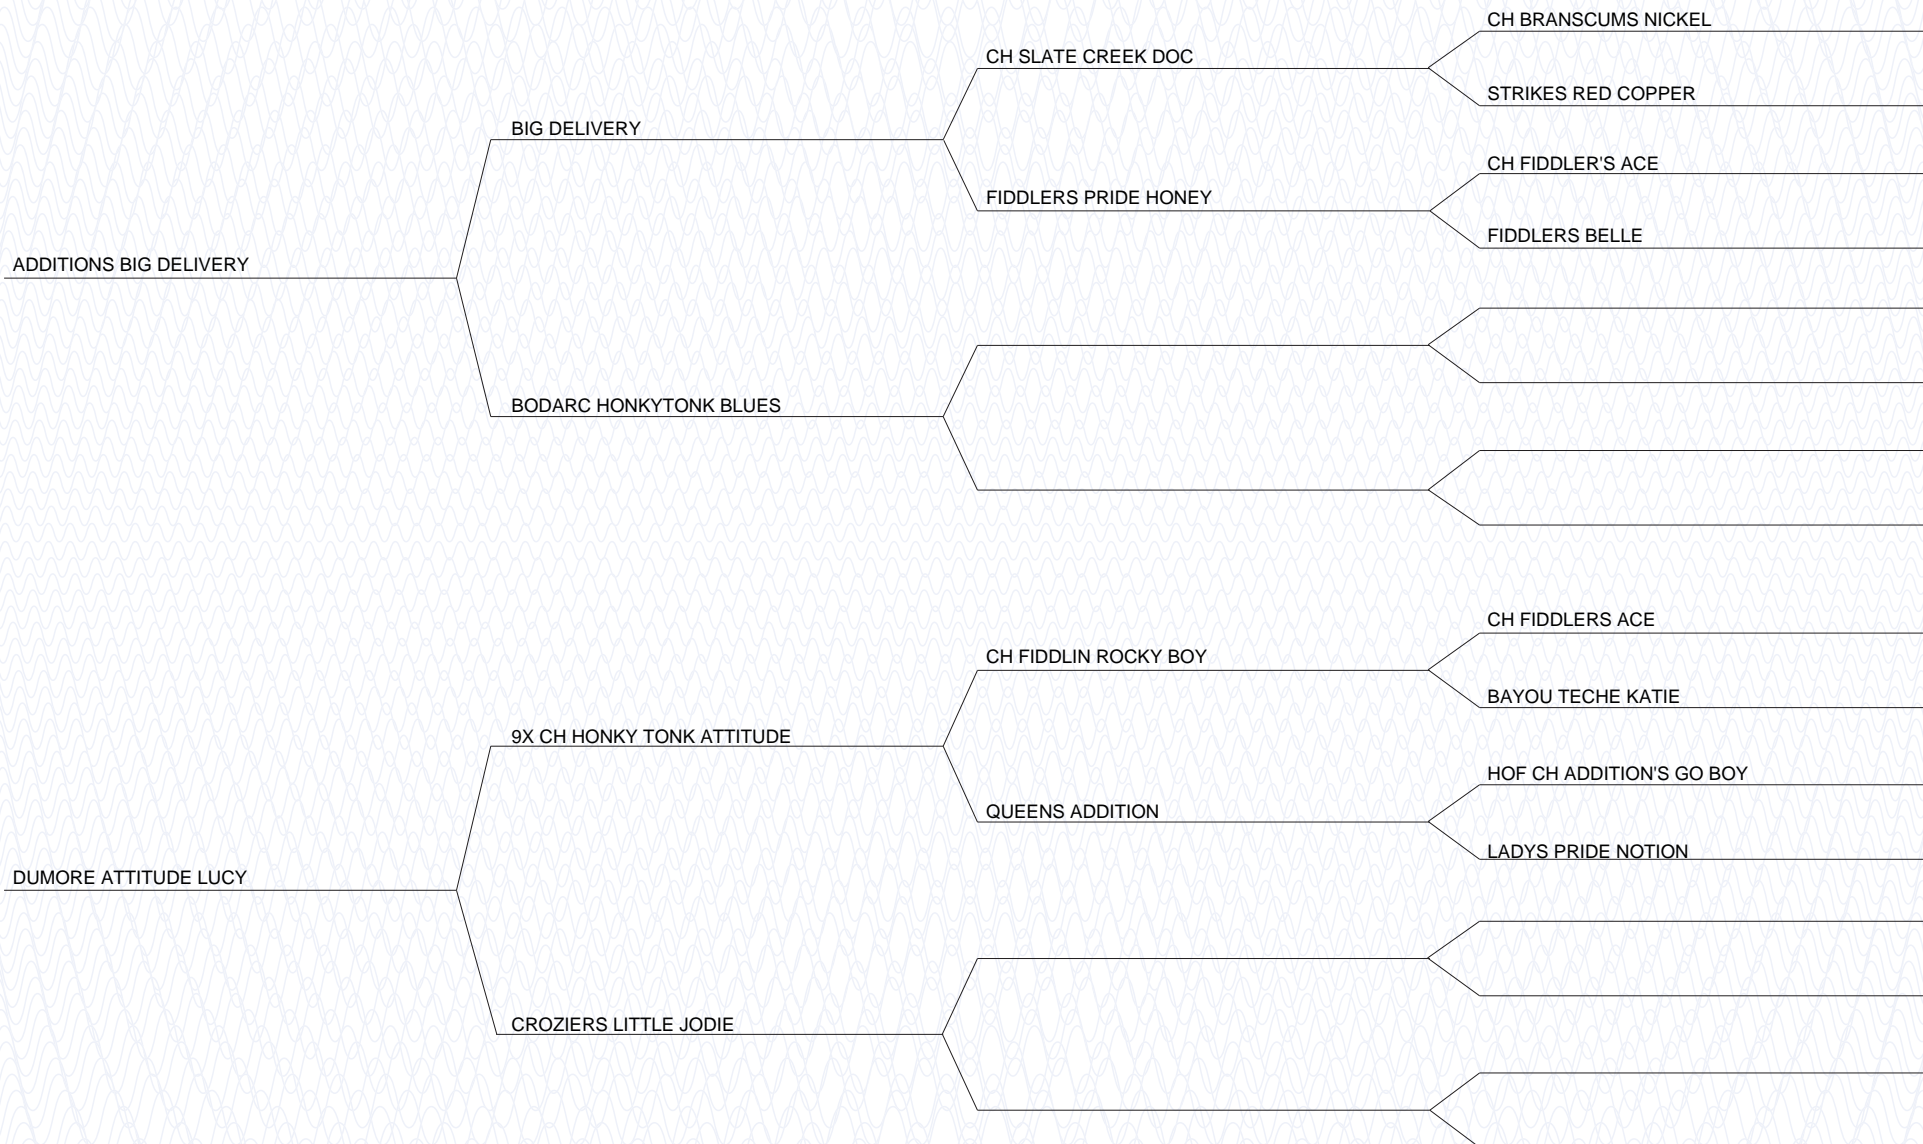 CH BRANSCUMS NICKEL
CH SLATE CREEK DOC
STRIKES RED COPPER
BIG DELIVERY
CH FIDDLER'S ACE
FIDDLERS PRIDE HONEY
FIDDLERS BELLE
ADDITIONS BIG DELIVERY
BODARC HONKYTONK BLUES
CH FIDDLERS ACE
CH FIDDLIN ROCKY BOY
BAYOU TECHE KATIE
9X CH HONKY TONK ATTITUDE
HOF CH ADDITION'S GO BOY
QUEENS ADDITION
LADYS PRIDE NOTION
DUMORE ATTITUDE LUCY
CROZIERS LITTLE JODIE